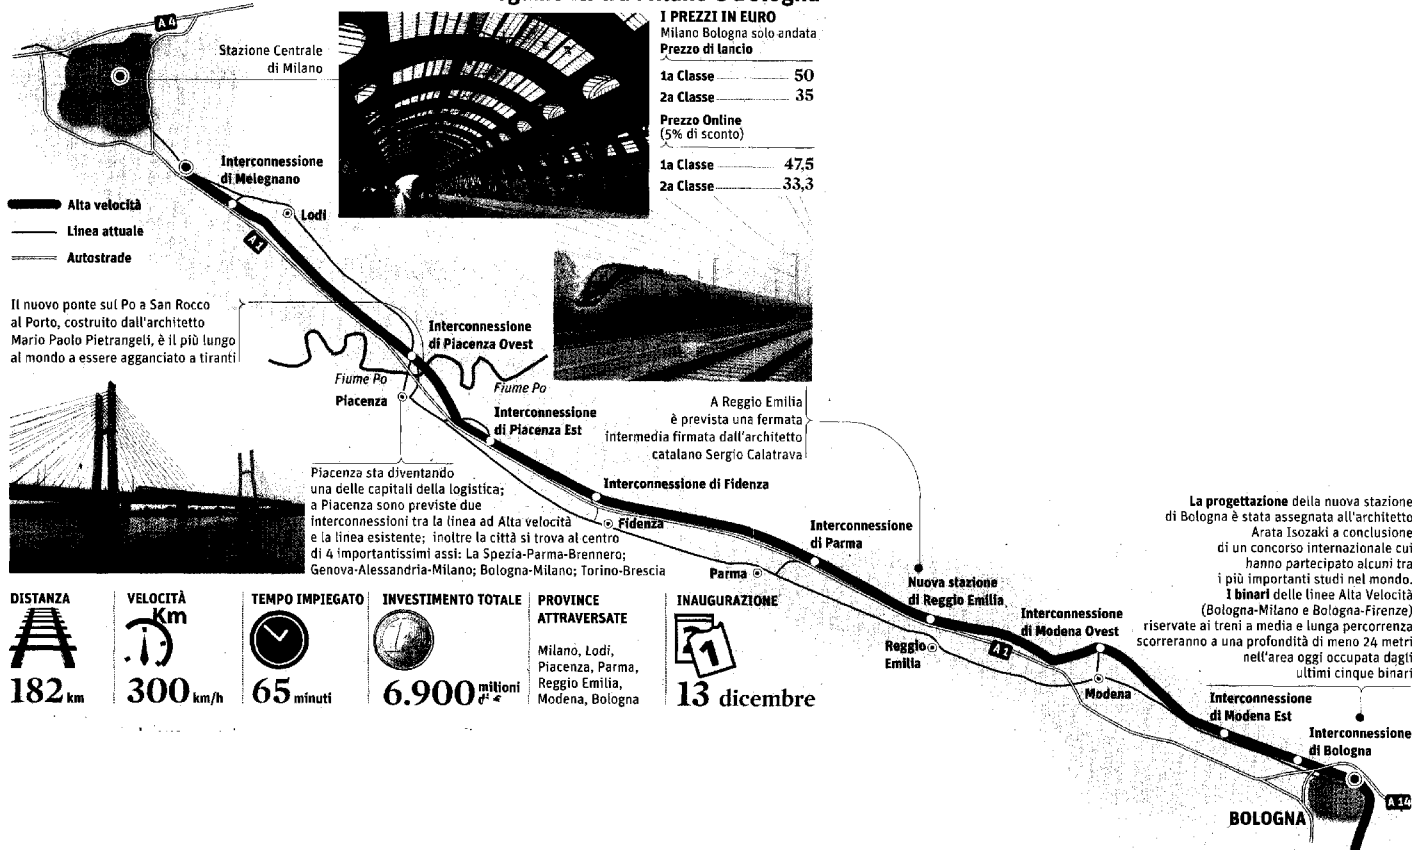 tra Milano e Bologna
I PREZZI IN EURO
Milano Bologna solo andata
Prezzo di lancio
1a Classe 50
2a Classe 35
Prezzo Online
(5% di sconto)
1a Classe 47,5
2a Classe 33,3
A4
Stazione Centrale
di Milano
Interconnessione
di Melegnano
Lodi
Alta velocità
Linea attuale
Autostrade
A1
Il nuovo ponte sul Po a San Rocco
al Porto, costruito dall'architetto
Mario Paolo Pietrangeli, è il più lungo
al mondo a essere agganciato a tiranti
Interconnessione
di Piacenza Ovest
Fiume Po
Fiume Po
Piacenza
Interconnessione
di Piacenza Est
A Reggio Emilia
è prevista una fermata
intermedia firmata dall'architetto
catalano Sergio Calatrava
Piacenza sta diventando
una delle capitali della logistica;
a Piacenza sono previste due
interconnessioni tra la linea ad Alta velocità
e la linea esistente; inoltre la città si trova al centro
di 4 importantissimi assi: La Spezia-Parma-Brennero;
Genova-Alessandria-Milano; Bologna-Milano; Torino-Brescia
Interconnessione di Fidenza
Fidenza
Interconnessione
di Parma
Parma
Nuova stazione
di Reggio Emilia
Reggio
Emilia
A1
Interconnessione
di Modena Ovest
Modena
La progettazione della nuova stazione
di Bologna è stata assegnata all'architetto
Arata Isozaki a conclusione
di un concorso internazionale cui
hanno partecipato alcuni tra
i più importanti studi nel mondo.
I binari delle linee Alta Velocità
(Bologna-Milano e Bologna-Firenze)
riservate ai treni a media e lunga percorrenza
scorreranno a una profondità di meno 24 metri
nell'area oggi occupata dagli
ultimi cinque binari
Interconnessione
di Modena Est
Interconnessione
di Bologna
A 14
BOLOGNA
DISTANZA
182 km
VELOCITÀ
Km
300 km/h
TEMPO IMPIEGATO
65 minuti
INVESTIMENTO TOTALE
1
6.900 milioni
di €
PROVINCE
ATTRAVERSATE
Milano, Lodi,
Piacenza, Parma,
Reggio Emilia,
Modena, Bologna
INAUGURAZIONE
2
1
13 dicembre